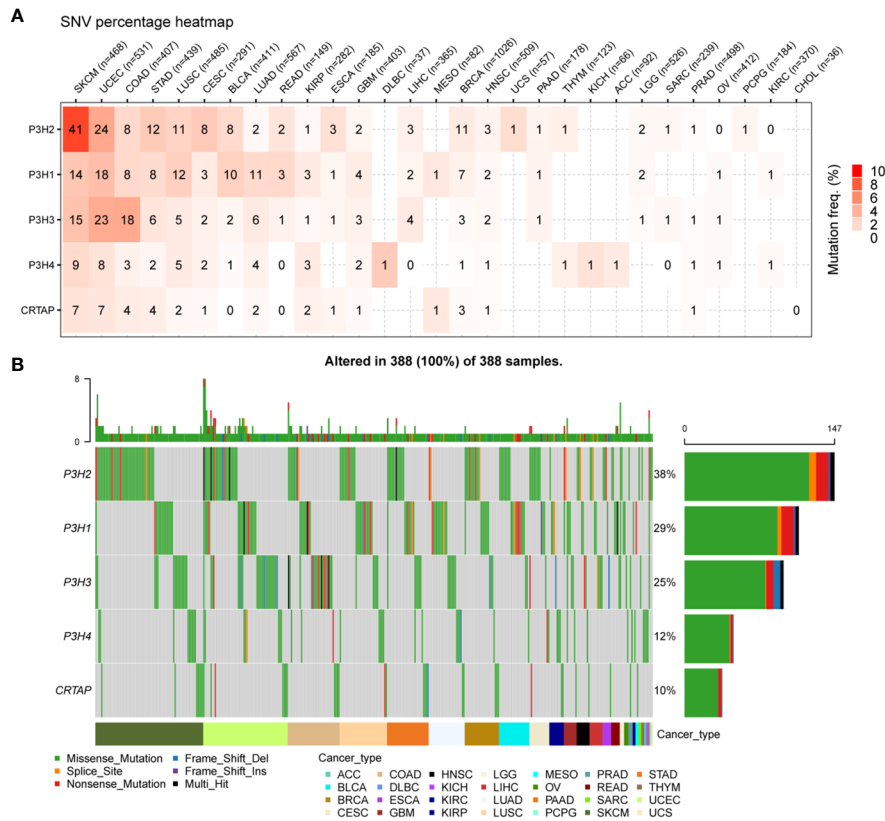 A
SNV percentage heatmap
SKCM (n=468) UCEC (n=531) COAD (n=407) STAD (n=439) LUSC (n=485) CESC (n=291) BLCA (n=411) LUAD (n=567) READ (n=149) KIRP (n=282) ESCA (n=185) GBM (n=403) DLBC (n=37) LIHC (n=365) MESO (n=82) BRCA (n=1026) HNSC (n=509) UCS (n=57) PAAD (n=178) THYM (n=123) KICH (n=66) ACC (n=92) LGG (n=526) SARC (n=239) PRAD (n=498) OV (n=412) PCPG (n=184) KIRC (n=370) CHOL (n=36)
P3H2 41 24 8 12 11 8 8 2 2 1 3 2 3 11 3 1 1 1 2 1 1 0 1 0
P3H1 14 18 8 8 12 3 10 11 3 3 1 4 2 1 7 2 1 2 1 1
P3H3 15 23 18 6 5 2 2 6 1 1 1 3 4 3 2 1 1 1 1
P3H4 9 8 3 2 5 2 1 4 0 3 2 1 0 1 1 1 1 1 0 1 1 1
CRTAP 7 7 4 4 2 1 0 2 0 2 1 1 1 3 1 1 0
Mutation freq. (%)
10
8
6
4
2
0
B
Altered in 388 (100%) of 388 samples.
8
0
0 147
P3H2 38%
P3H1 29%
P3H3 25%
P3H4 12%
CRTAP 10%
Cancer_type
Missense_Mutation Frame_Shift_Del
Splice_Site Frame_Shift_Ins
Nonsense_Mutation Multi_Hit
Cancer_type
ACC COAD HNSC LGG MESO PRAD STAD
BLCA DLBC KICH LIHC OV READ THYM
BRCA ESCA KIRC LUAD PAAD SARC UCEC
CESC GBM KIRP LUSC PCPG SKCM UCS